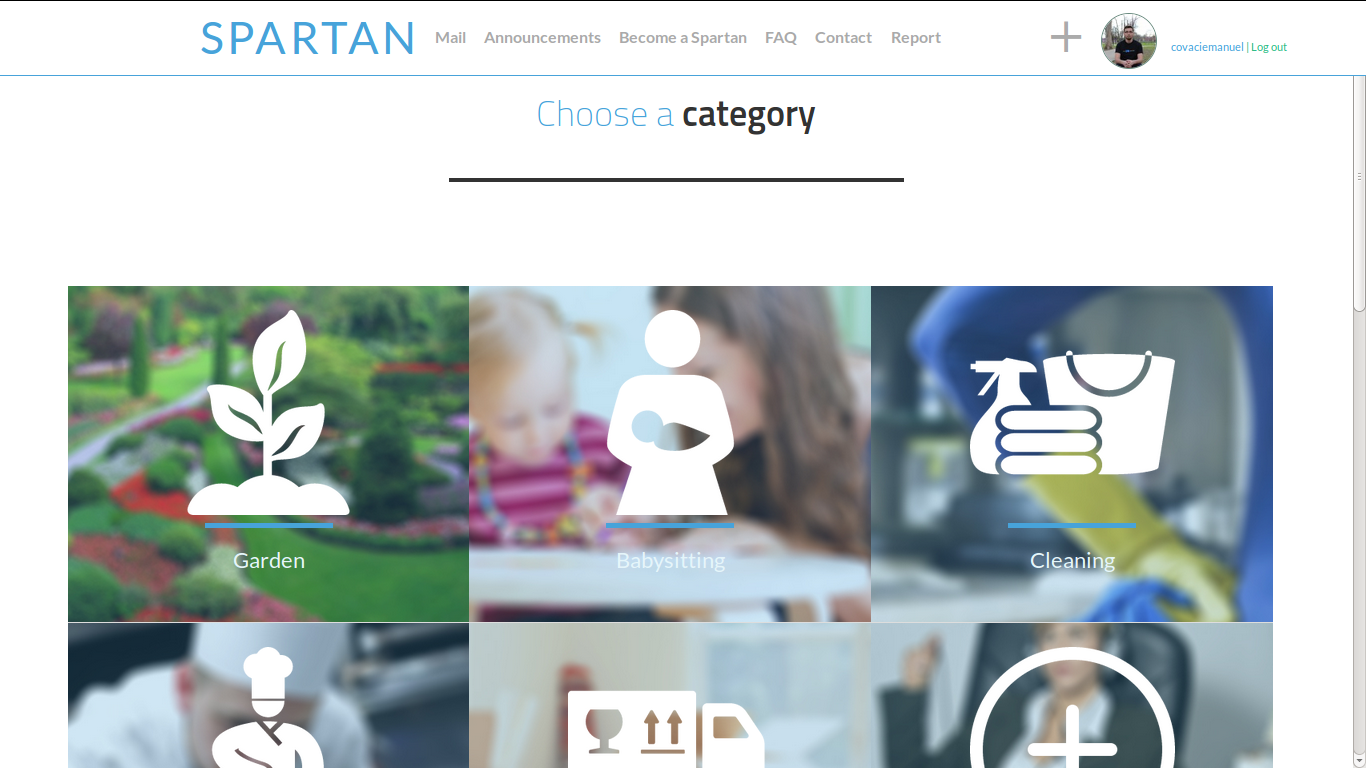 SPARTAN Mail Announcements Become a Spartan FAQ Contact Report covaciemanuel | Log out
Choose a category
Garden Babysitting Cleaning